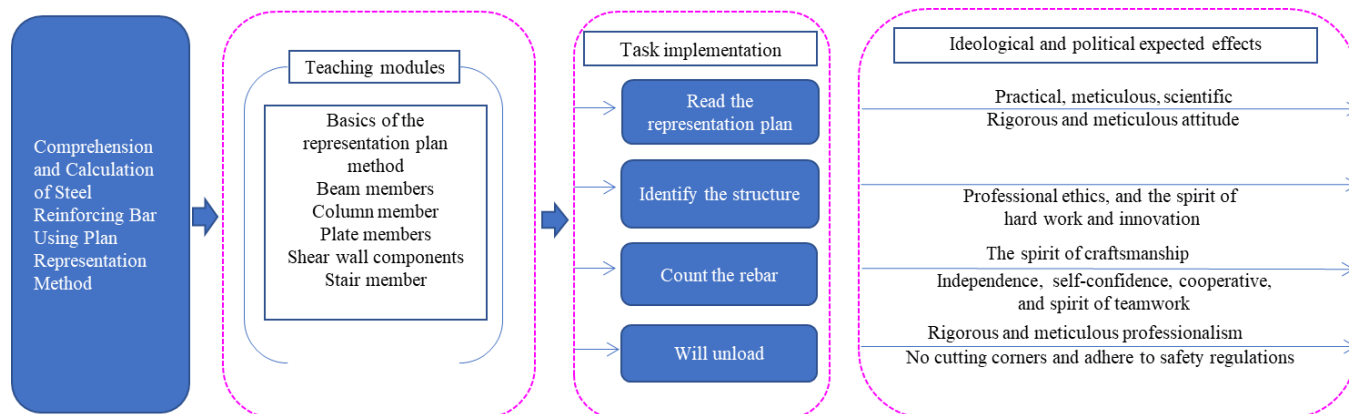 Comprehension
and Calculation
of Steel
Reinforcing Bar
Using Plan
Representation
Method
Teaching modules
Basics of the
representation plan
method
Beam members
Column member
Plate members
Shear wall components
Stair member
Task implementation
Read the
representation plan
Identify the structure
Count the rebar
Will unload
Ideological and political expected effects
Practical, meticulous, scientific
Rigorous and meticulous attitude
Professional ethics, and the spirit of
hard work and innovation
The spirit of craftsmanship
Independence, self-confidence, cooperative,
and spirit of teamwork
Rigorous and meticulous professionalism
No cutting corners and adhere to safety regulations